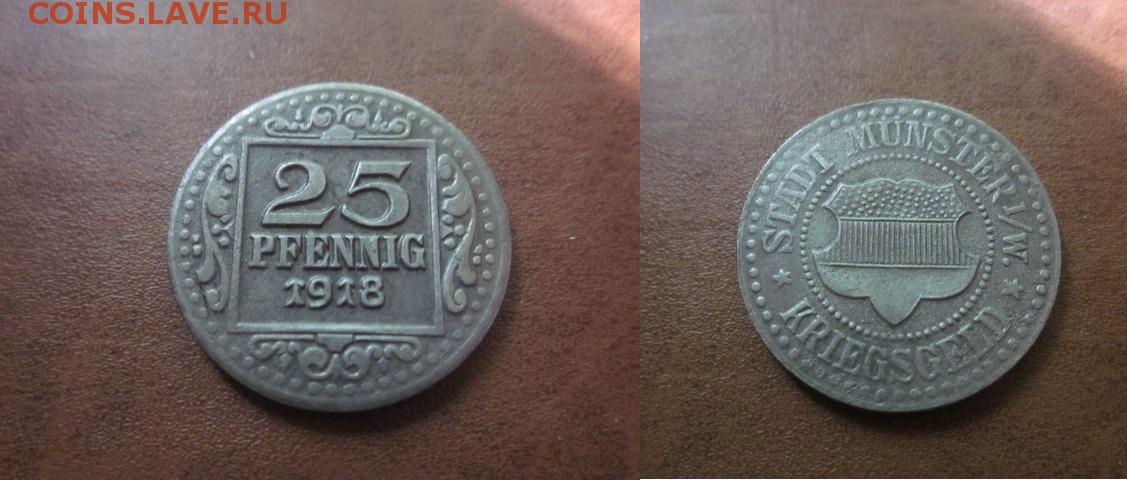 COINS.LAVE.RU
25
PFENNIG
1918
STADT MÜNSTER I/W.
* KRIEGSGELD *